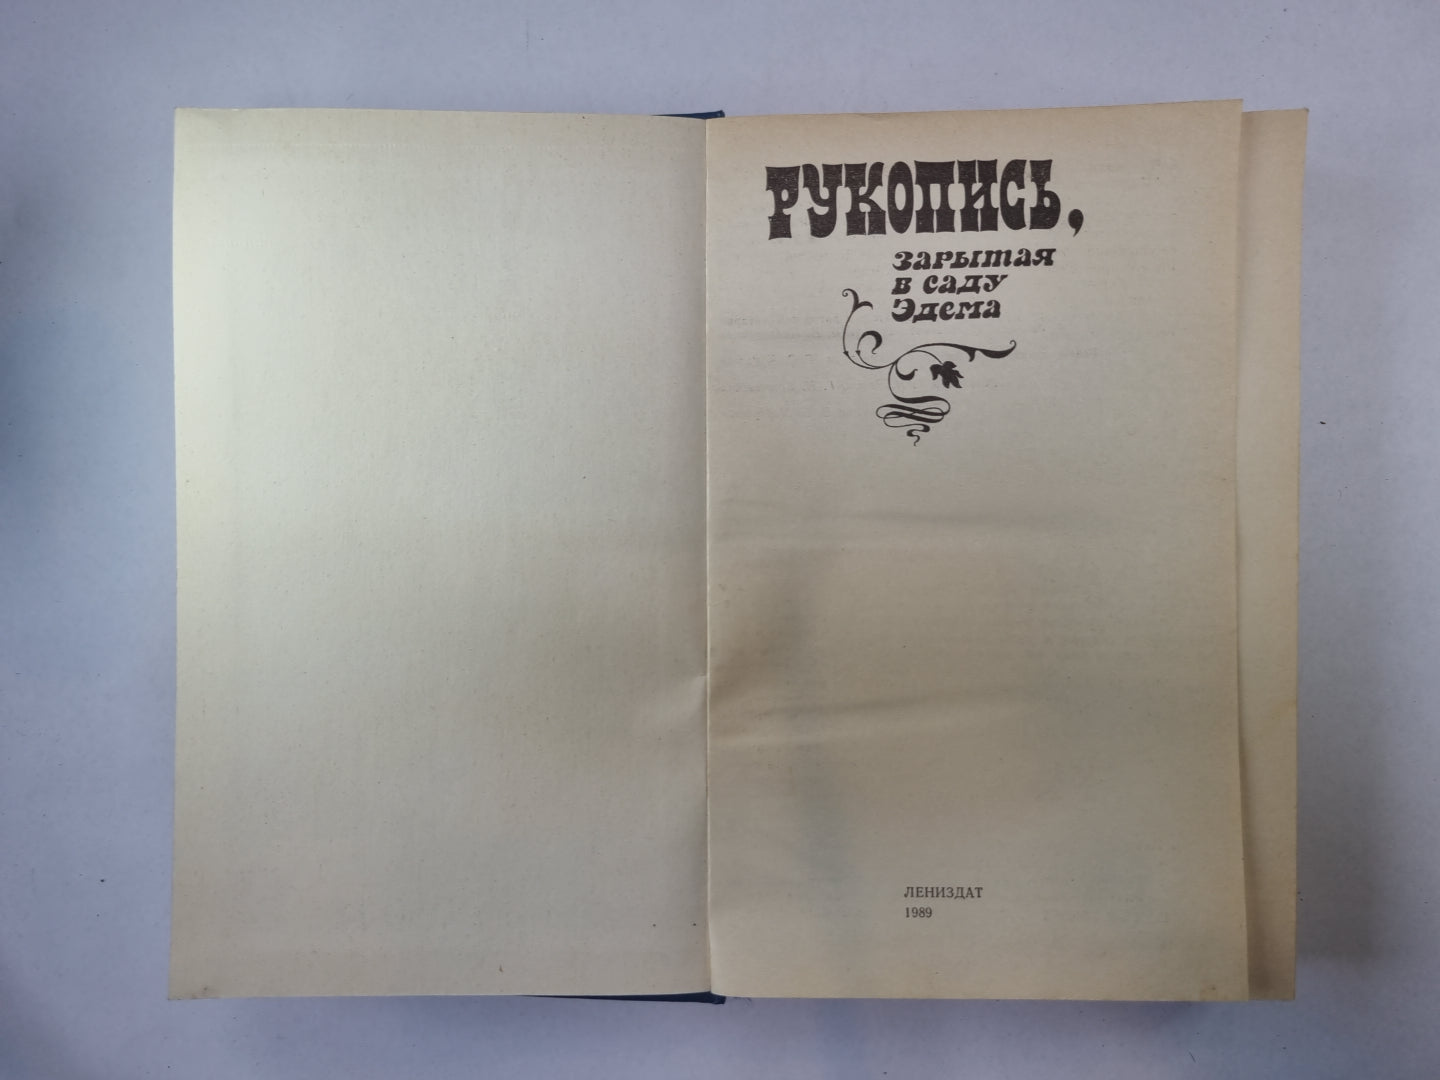 РУКОПИСЬ,
зарытая
в саду
Эдема
ЛЕНИЗДАТ
1989